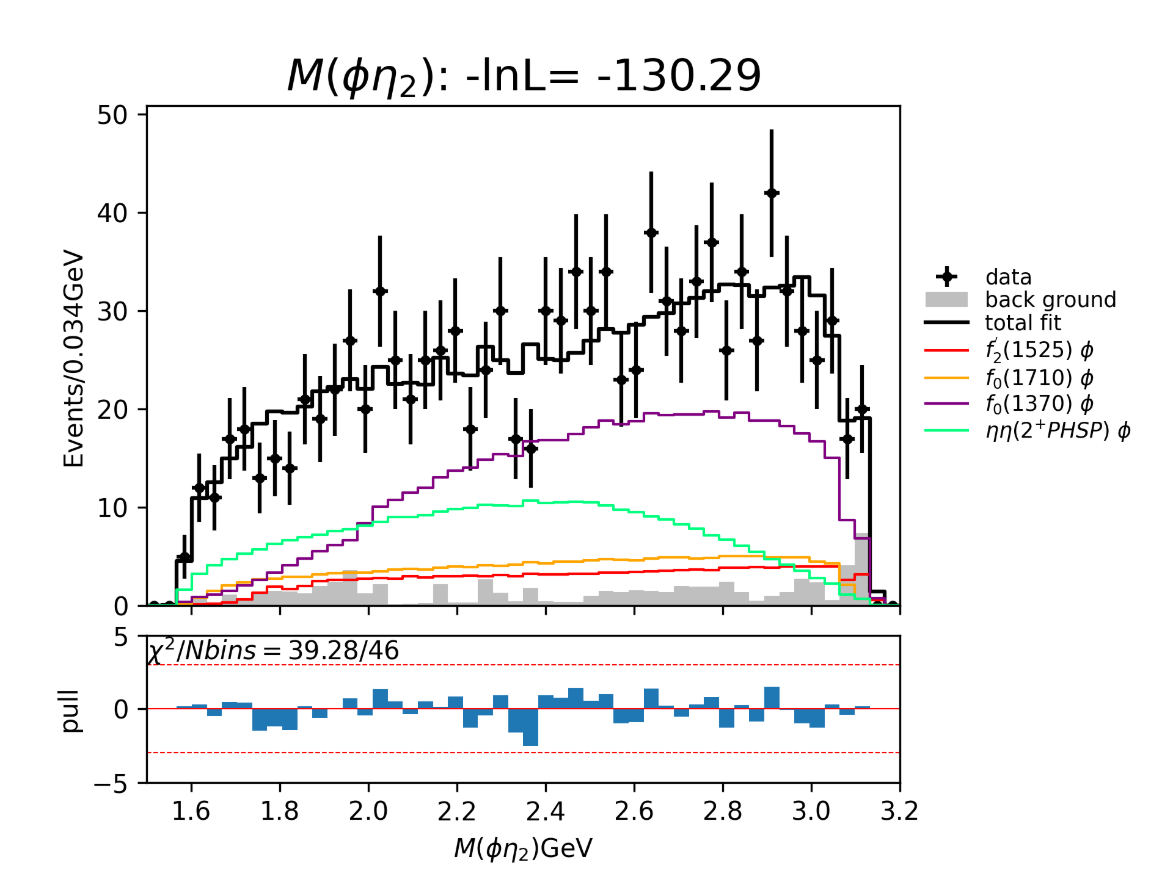 M(ϕη₂): -lnL= -130.29
50
40
30
20
10
0
Events/0.034GeV
data
back ground
total fit
f₂′(1525) ϕ
f₀(1710) ϕ
f₀(1370) ϕ
ηη(2⁺PHSP) ϕ
χ²/Nbins = 39.28/46
5
0
−5
pull
1.6 1.8 2.0 2.2 2.4 2.6 2.8 3.0 3.2
M(ϕη₂)GeV